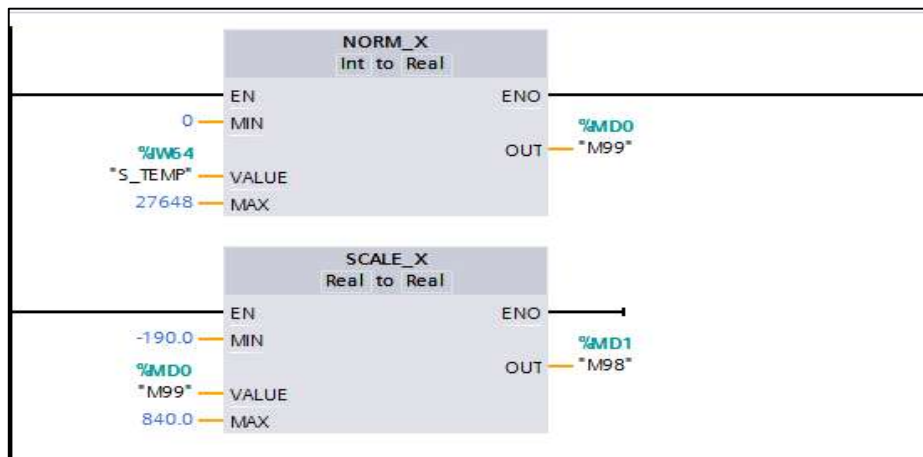 NORM_X
Int to Real
EN
ENO
0
MIN
%MD0
OUT
"M99"
%IW64
"S_TEMP"
VALUE
27648
MAX
SCALE_X
Real to Real
EN
ENO
-190.0
MIN
%MD1
OUT
"M98"
%MD0
"M99"
VALUE
840.0
MAX